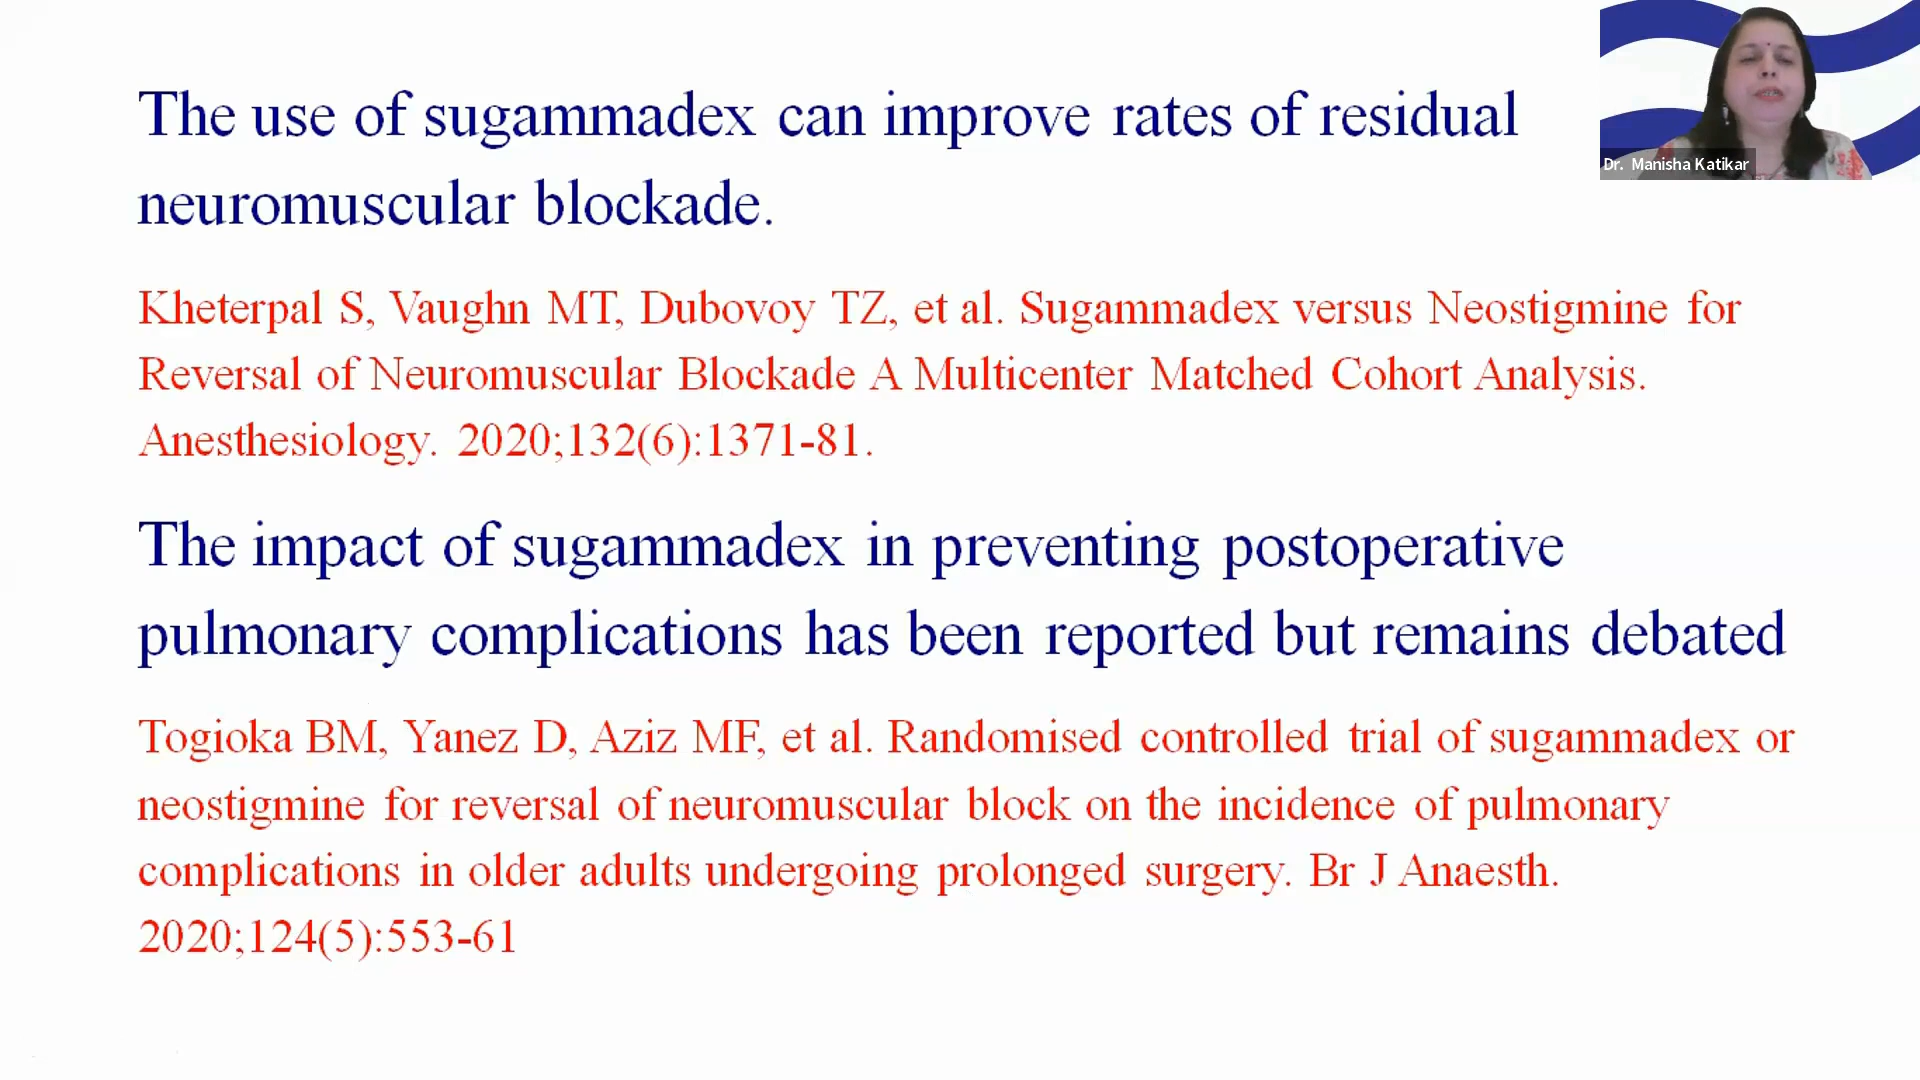 The use of sugammadex can improve rates of residual
neuromuscular blockade.
Kheterpal S, Vaughn MT, Dubovoy TZ, et al. Sugammadex versus Neostigmine for
Reversal of Neuromuscular Blockade A Multicenter Matched Cohort Analysis.
Anesthesiology. 2020;132(6):1371-81.
The impact of sugammadex in preventing postoperative
pulmonary complications has been reported but remains debated
Togioka BM, Yanez D, Aziz MF, et al. Randomised controlled trial of sugammadex or
neostigmine for reversal of neuromuscular block on the incidence of pulmonary
complications in older adults undergoing prolonged surgery. Br J Anaesth.
2020;124(5):553-61
Dr. Manisha Katikar